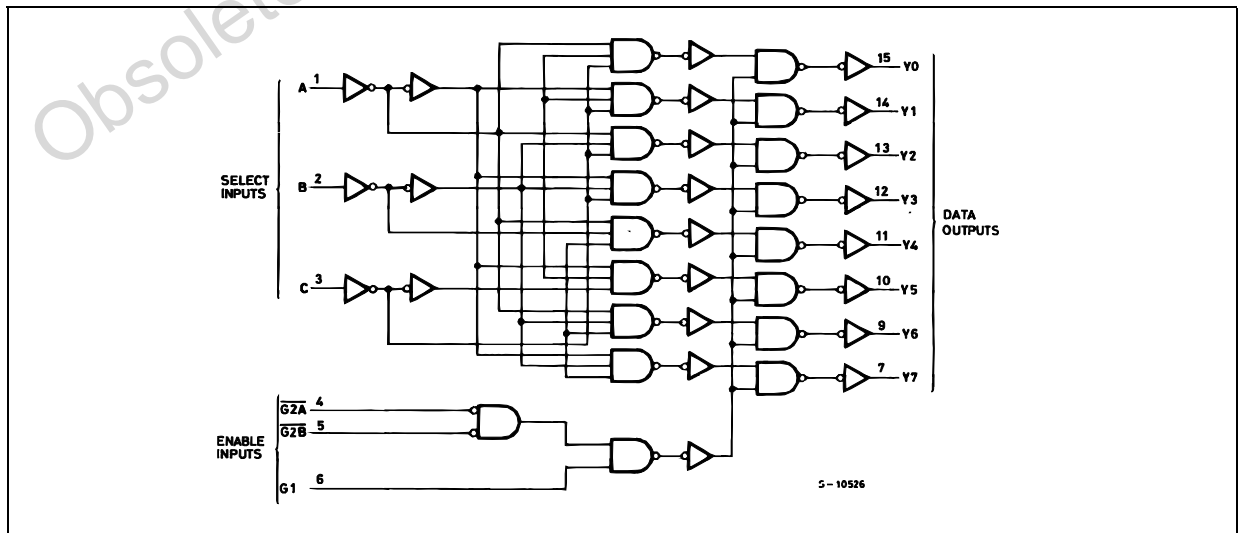 Obsolete
SELECT
INPUTS
A 1
B 2
C 3
ENABLE
INPUTS
G2A 4
G2B 5
G1 6
15 Y0
14 Y1
13 Y2
12 Y3
11 Y4
10 Y5
9 Y6
7 Y7
DATA
OUTPUTS
S-10526